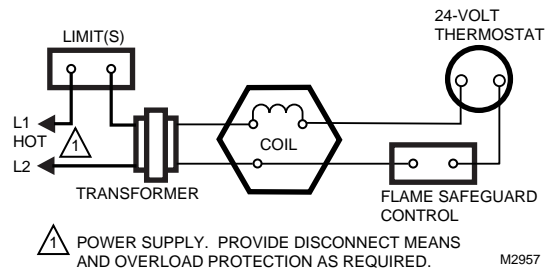 24-VOLT
THERMOSTAT
LIMIT(S)
L1
HOT
1
L2
COIL
TRANSFORMER
FLAME SAFEGUARD
CONTROL
1 POWER SUPPLY. PROVIDE DISCONNECT MEANS
AND OVERLOAD PROTECTION AS REQUIRED.
M2957